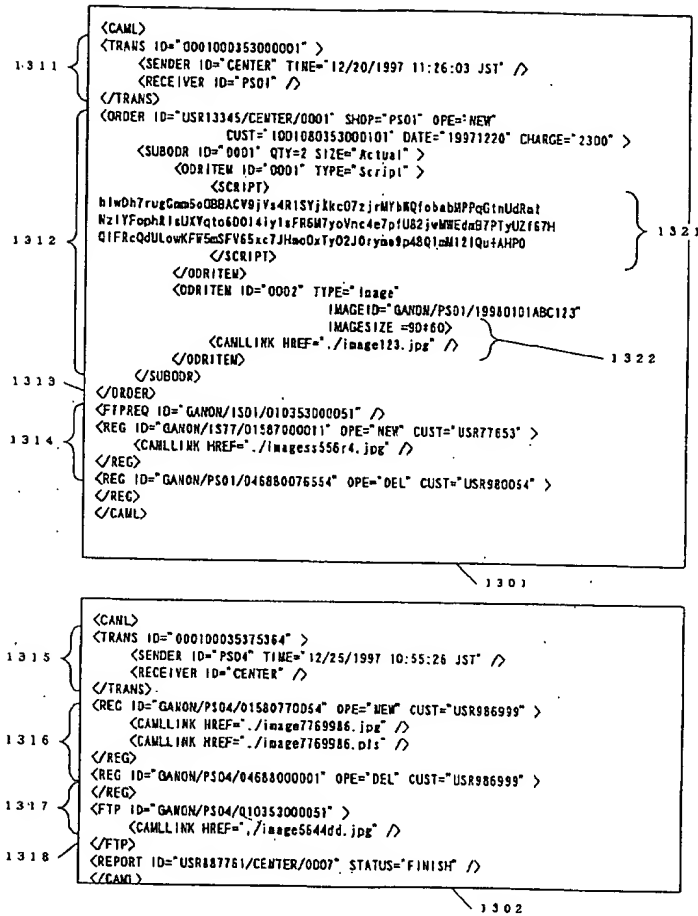 <CAML>
<TRANS ID="0001000353000001" >
1311
<SENDER ID="CENTER" TIME="12/20/1997 11:26:03 JST" />
<RECEIVER ID="PS01" />
</TRANS>
<ORDER ID="USR13345/CENTER/0001" SHOP="PS01" OPE="NEW"
CUST="1001080353000101" DATE="19971220" CHARGE="2300" >
<SUBODR ID="0001" QTY=2 SIZE="Actual" >
<ODRITEM ID="0001" TYPE="Script" >
<SCRIPT>
1321
1312
</SCRIPT>
</ODRITEM>
<ODRITEM ID="0002" TYPE="Image"
IMAGEID="GANON/PS01/19980101ABC123"
IMAGESIZE =90*60>
<CAMLLINK HREF="./image123.jpg" />
1322
</ODRITEM>
</SUBODR>
1313
</ORDER>
<FTPREQ ID="GANON/IS01/010353000051" />
<REG ID="GANON/IS77/01587000011" OPE="NEW" CUST="USR77653" >
1314
<CAMLLINK HREF="./imagess556r4.jpg" />
</REG>
<REG ID="GANON/PS01/046880076554" OPE="DEL" CUST="USR980054" >
</REG>
</CAML>
1301
<CAML>
<TRANS ID="000100035375364" >
1315
<SENDER ID="PS04" TIME="12/25/1997 10:55:26 JST" />
<RECEIVER ID="CENTER" />
</TRANS>
<REG ID="GANON/PS04/01580770054" OPE="NEW" CUST="USR986999" >
1316
<CAMLLINK HREF="./image7769986.jpg" />
<CAMLLINK HREF="./image7769986.pls" />
</REG>
<REG ID="GANON/PS04/04688000001" OPE="DEL" CUST="USR986999" >
</REG>
1317
<FTP ID="GANON/PS04/010353000051" >
<CAMLLINK HREF="./image5644dd.jpg" />
1318
</FTP>
<REPORT ID="USR887761/CENTER/0007" STATUS="FINISH" />
</CAML>
1302